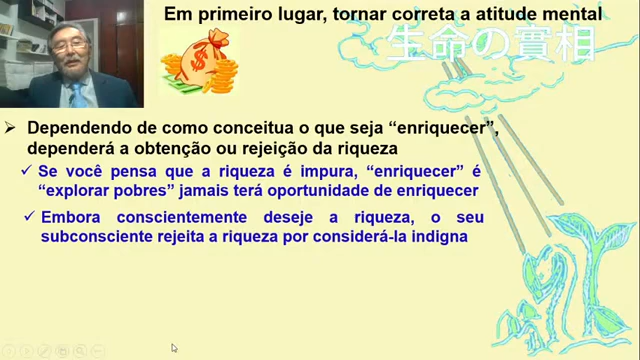 Em primeiro lugar, tornar correta a atitude mental
生命の實相
$
Dependendo de como conceitua o que seja “enriquecer”,
dependerá a obtenção ou rejeição da riqueza
Se você pensa que a riqueza é impura, “enriquecer” é
“explorar pobres” jamais terá oportunidade de enriquecer
Embora conscientemente deseje a riqueza, o seu
subconsciente rejeita a riqueza por considerá-la indigna